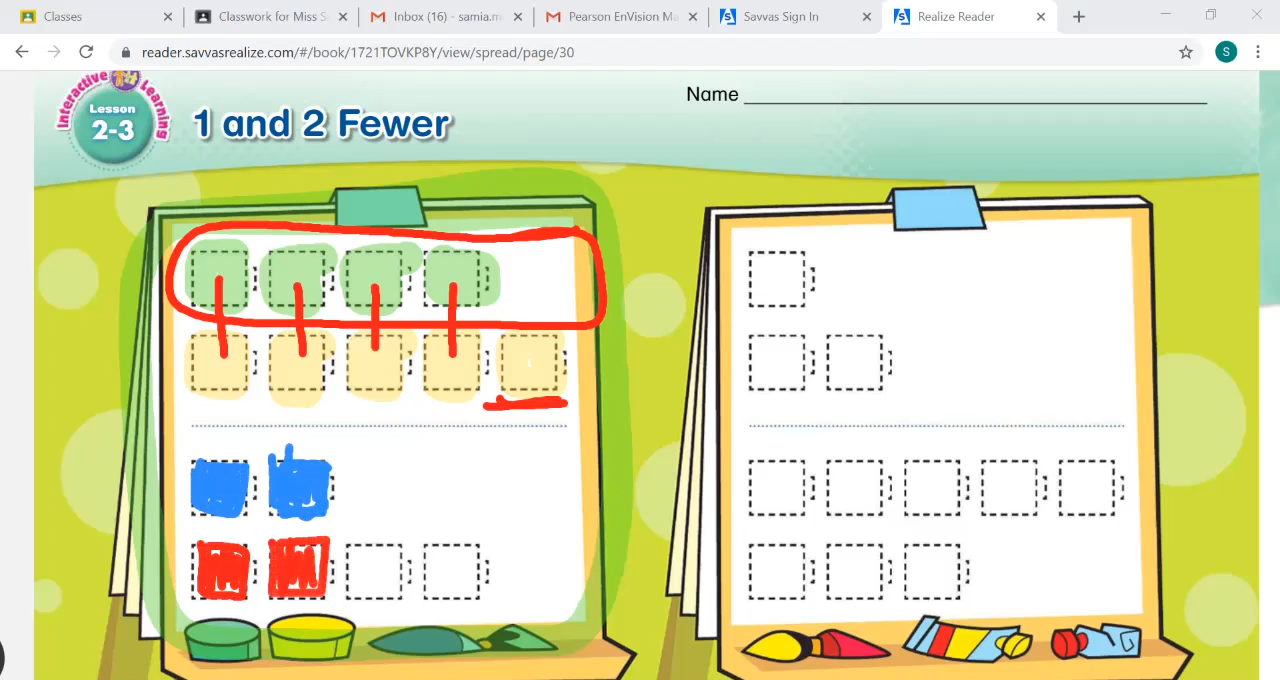 Classes
Classwork for Miss S
Inbox (16) - samia.m
Pearson EnVision Ma
Savvas Sign In
Realize Reader
reader.savvasrealize.com/#/book/1721TOVKP8Y/view/spread/page/30
S
Interactive Learning
Lesson
2-3
1 and 2 Fewer
Name